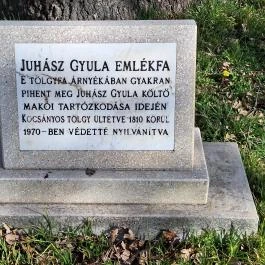 JUHÁSZ GYULA EMLÉKFA
E TÖLGYFA ÁRNYÉKÁBAN GYAKRAN
PIHENT MEG JUHÁSZ GYULA KÖLTŐ
MAKÓI TARTÓZKODÁSA IDEJÉN
KOCSÁNYOS TÖLGY ÜLTETVE 1810 KÖRÜL
1970-BEN VÉDETTÉ NYILVÁNÍTVA